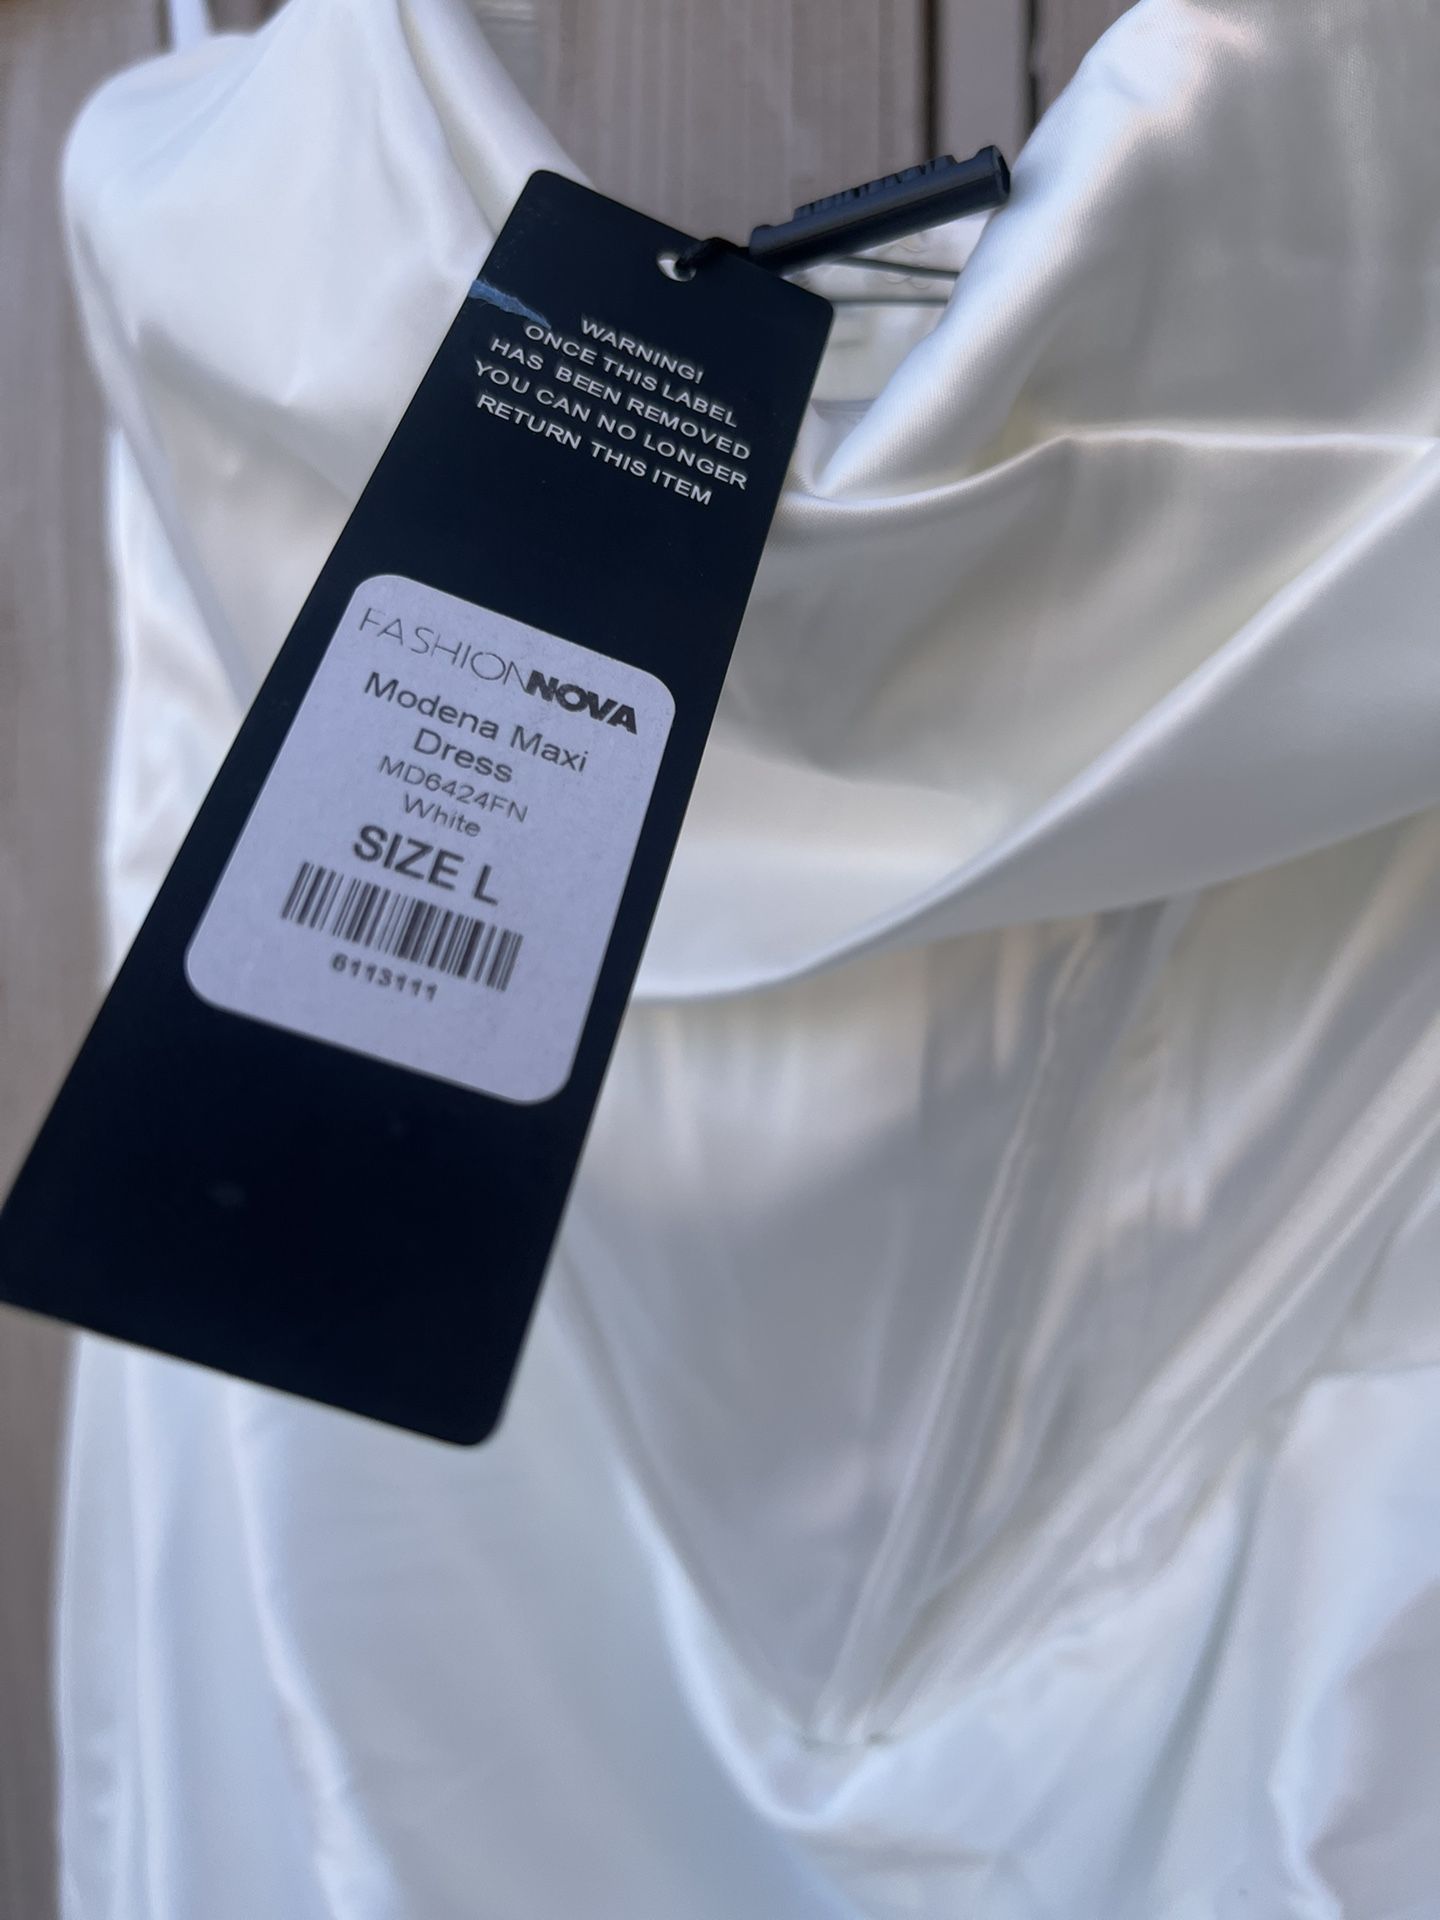 WARNING!
ONCE THIS LABEL
HAS BEEN REMOVED
YOU CAN NO LONGER
RETURN THIS ITEM
FASHIONNOVA
Modena Maxi
Dress
MD6424FN
White
SIZE L
6113111